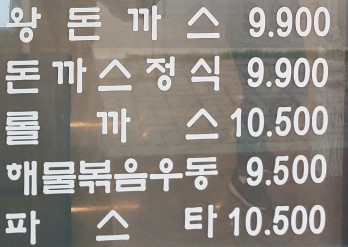 왕 돈 까 스 9.900
돈까스정식 9.900
롤 까 스 10.500
해물볶음우동 9.500
파 스 타 10.500